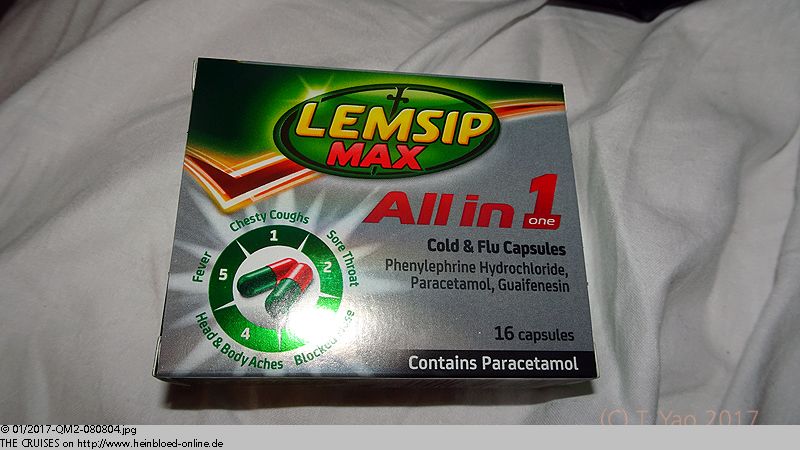 LEMSIP
MAX
All in 1
one
Cold & Flu Capsules
Phenylephrine Hydrochloride,
Paracetamol, Guaifenesin
16 capsules
Contains Paracetamol
Chesty Coughs
Sore Throat
Blocked Nose
Head & Body Aches
Fever
1
2
4
5
(C) T. Yao 2017
© 01/2017-QM2-080804.jpg
THE CRUISES on http://www.heinbloed-online.de